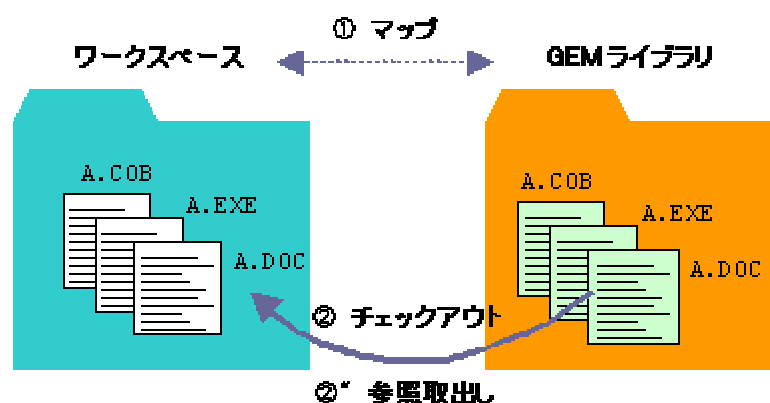 ① マップ
ワークスペース
GEMライブラリ
A.COB
A.EXE
A.DOC
A.COB
A.EXE
A.DOC
② チェックアウト
②" 参照取出し